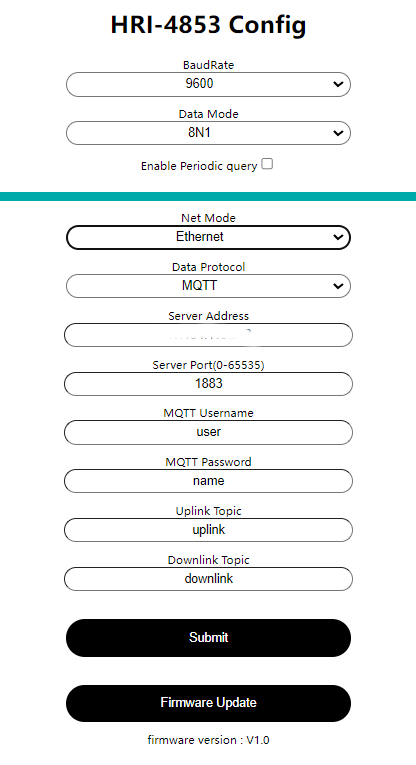 HRI-4853 Config
BaudRate
9600
Data Mode
8N1
Enable Periodic query
Net Mode
Ethernet
Data Protocol
MQTT
Server Address
Server Port(0-65535)
1883
MQTT Username
user
MQTT Password
name
Uplink Topic
uplink
Downlink Topic
downlink
Submit
Firmware Update
firmware version : V1.0